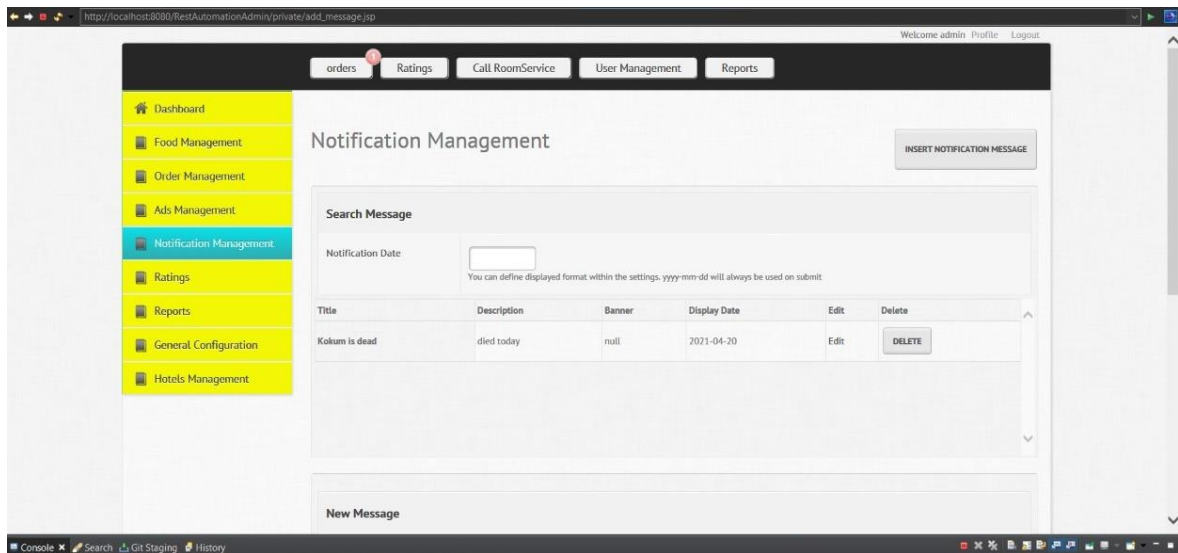 http://localhost:8080/RestAutomationAdmin/private/add_message.jsp
Welcome admin Profile Logout
orders 1 Ratings Call RoomService User Management Reports
Dashboard
Food Management
Order Management
Ads Management
Notification Management
Ratings
Reports
General Configuration
Hotels Management
Notification Management
INSERT NOTIFICATION MESSAGE
Search Message
Notification Date
You can define displayed format within the settings. yyyy-mm-dd will always be used on submit
Title Description Banner Display Date Edit Delete
Kokum is dead died today null 2021-04-20 Edit DELETE
New Message
Console Search Git Staging History